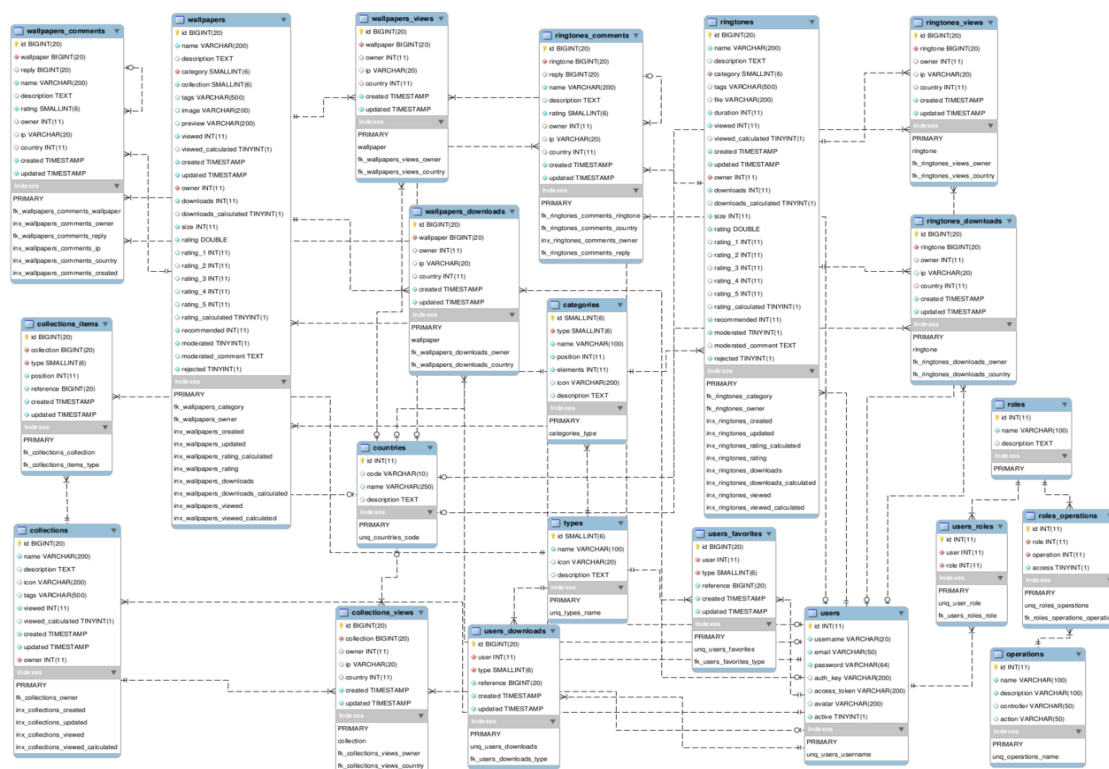 wallpapers_comments
id BIGINT(20)
wallpaper BIGINT(20)
reply BIGINT(20)
name VARCHAR(200)
description TEXT
rating SMALLINT(6)
owner INT(11)
ip VARCHAR(20)
country INT(11)
created TIMESTAMP
updated TIMESTAMP
Indexes
PRIMARY
fk_wallpapers_comments_wallpaper
inx_wallpapers_comments_owner
fk_wallpapers_comments_reply
inx_wallpapers_comments_ip
inx_wallpapers_comments_country
inx_wallpapers_comments_created
wallpapers
id BIGINT(20)
name VARCHAR(200)
description TEXT
category SMALLINT(6)
collection SMALLINT(6)
tags VARCHAR(500)
image VARCHAR(200)
preview VARCHAR(200)
viewed INT(11)
viewed_calculated TINYINT(1)
created TIMESTAMP
updated TIMESTAMP
owner INT(11)
downloads INT(11)
downloads_calculated TINYINT(1)
size INT(11)
rating DOUBLE
rating_1 INT(11)
rating_2 INT(11)
rating_3 INT(11)
rating_4 INT(11)
rating_5 INT(11)
rating_calculated TINYINT(1)
recommended INT(11)
moderated TINYINT(1)
moderated_comment TEXT
rejected TINYINT(1)
Indexes
PRIMARY
fk_wallpapers_category
fk_wallpapers_owner
inx_wallpapers_created
inx_wallpapers_updated
inx_wallpapers_rating_calculated
inx_wallpapers_rating
inx_wallpapers_downloads
inx_wallpapers_downloads_calculated
inx_wallpapers_viewed
inx_wallpapers_viewed_calculated
wallpapers_views
id BIGINT(20)
wallpaper BIGINT(20)
owner INT(11)
ip VARCHAR(20)
country INT(11)
created TIMESTAMP
updated TIMESTAMP
Indexes
PRIMARY
wallpaper
fk_wallpapers_views_owner
fk_wallpapers_views_country
ringtones_comments
id BIGINT(20)
ringtone BIGINT(20)
reply BIGINT(20)
name VARCHAR(200)
description TEXT
rating SMALLINT(6)
owner INT(11)
ip VARCHAR(20)
country INT(11)
created TIMESTAMP
updated TIMESTAMP
Indexes
PRIMARY
fk_ringtones_comments_ringtone
fk_ringtones_comments_country
inx_ringtones_comments_owner
fk_ringtones_comments_reply
ringtones
id BIGINT(20)
name VARCHAR(200)
description TEXT
category SMALLINT(6)
tags VARCHAR(500)
file VARCHAR(200)
duration INT(11)
viewed INT(11)
viewed_calculated TINYINT(1)
created TIMESTAMP
updated TIMESTAMP
owner INT(11)
downloads INT(11)
downloads_calculated TINYINT(1)
size INT(11)
rating DOUBLE
rating_1 INT(11)
rating_2 INT(11)
rating_3 INT(11)
rating_4 INT(11)
rating_5 INT(11)
rating_calculated TINYINT(1)
recommended INT(11)
moderated TINYINT(1)
moderated_comment TEXT
rejected TINYINT(1)
Indexes
PRIMARY
fk_ringtones_category
fk_ringtones_owner
inx_ringtones_created
inx_ringtones_updated
inx_ringtones_rating_calculated
inx_ringtones_rating
inx_ringtones_downloads
inx_ringtones_downloads_calculated
inx_ringtones_viewed
inx_ringtones_viewed_calculated
ringtones_views
id BIGINT(20)
ringtone BIGINT(20)
owner INT(11)
ip VARCHAR(20)
country INT(11)
created TIMESTAMP
updated TIMESTAMP
Indexes
PRIMARY
ringtone
fk_ringtones_views_owner
fk_ringtones_views_country
wallpapers_downloads
id BIGINT(20)
wallpaper BIGINT(20)
owner INT(11)
ip VARCHAR(20)
country INT(11)
created TIMESTAMP
updated TIMESTAMP
Indexes
PRIMARY
wallpaper
fk_wallpapers_downloads_owner
fk_wallpapers_downloads_country
ringtones_downloads
id BIGINT(20)
ringtone BIGINT(20)
owner INT(11)
ip VARCHAR(20)
country INT(11)
created TIMESTAMP
updated TIMESTAMP
Indexes
PRIMARY
ringtone
fk_ringtones_downloads_owner
fk_ringtones_downloads_country
categories
id SMALLINT(6)
type SMALLINT(6)
name VARCHAR(100)
position INT(11)
elements INT(11)
icon VARCHAR(200)
description TEXT
Indexes
PRIMARY
categories_type
collections_items
id BIGINT(20)
collection BIGINT(20)
type SMALLINT(6)
position INT(11)
reference BIGINT(20)
created TIMESTAMP
updated TIMESTAMP
Indexes
PRIMARY
fk_collections_collection
fk_collections_items_type
roles
id INT(11)
name VARCHAR(100)
description TEXT
Indexes
PRIMARY
countries
id INT(11)
code VARCHAR(10)
name VARCHAR(250)
description TEXT
Indexes
PRIMARY
unq_countries_code
collections
id BIGINT(20)
name VARCHAR(200)
description TEXT
icon VARCHAR(200)
tags VARCHAR(500)
viewed INT(11)
viewed_calculated TINYINT(1)
created TIMESTAMP
updated TIMESTAMP
owner INT(11)
Indexes
PRIMARY
fk_collections_owner
inx_collections_created
inx_collections_updated
inx_collections_viewed
inx_collections_viewed_calculated
types
id SMALLINT(6)
name VARCHAR(100)
icon VARCHAR(20)
description TEXT
Indexes
PRIMARY
unq_types_name
users_favorites
id BIGINT(20)
user INT(11)
type SMALLINT(6)
reference BIGINT(20)
created TIMESTAMP
updated TIMESTAMP
Indexes
PRIMARY
unq_users_favorites
fk_users_favorites_type
users_roles
id INT(11)
user INT(11)
role INT(11)
Indexes
PRIMARY
unq_user_role
fk_users_roles_role
roles_operations
id INT(11)
role INT(11)
operation INT(11)
access TINYINT(1)
Indexes
PRIMARY
unq_roles_operations
fk_roles_operations_operation
collections_views
id BIGINT(20)
collection BIGINT(20)
owner INT(11)
ip VARCHAR(20)
country INT(11)
created TIMESTAMP
updated TIMESTAMP
Indexes
PRIMARY
collection
fk_collections_views_owner
fk_collections_views_country
users_downloads
id BIGINT(20)
user INT(11)
type SMALLINT(6)
reference BIGINT(20)
created TIMESTAMP
updated TIMESTAMP
Indexes
PRIMARY
unq_users_downloads
fk_users_downloads_type
users
id INT(11)
username VARCHAR(20)
email VARCHAR(50)
password VARCHAR(64)
auth_key VARCHAR(200)
access_token VARCHAR(200)
avatar VARCHAR(200)
active TINYINT(1)
Indexes
PRIMARY
unq_users_username
operations
id INT(11)
name VARCHAR(100)
description VARCHAR(100)
controller VARCHAR(50)
action VARCHAR(50)
Indexes
PRIMARY
unq_operations_name